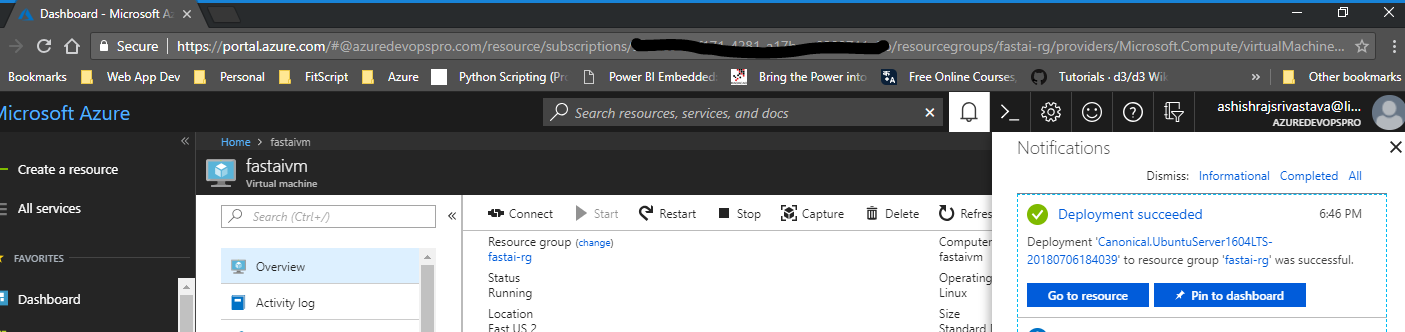 Dashboard - Microsoft A
Secure
https://portal.azure.com/#@azuredevopspro.com/resource/subscriptions/
/resourcegroups/fastai-rg/providers/Microsoft.Compute/virtualMachine...
Bookmarks Web App Dev Personal FitScript Azure Python Scripting (Pr Power BI Embedded: Bring the Power into Free Online Courses, Tutorials · d3/d3 Wik » Other bookmarks
Microsoft Azure
Search resources, services, and docs
ashishrajsrivastava@li...
AZUREDEVOPSPRO
Create a resource
All services
FAVORITES
Dashboard
Home > fastaivm
fastaivm
Virtual machine
Search (Ctrl+/)
Overview
Activity log
Connect Start Restart Stop Capture Delete Refres
Resource group (change)
fastai-rg
Status
Running
Location
East US 2
Computer
fastaivm
Operating
Linux
Size
Standard
Notifications
Dismiss: Informational Completed All
Deployment succeeded 6:46 PM
Deployment 'Canonical.UbuntuServer1604LTS-
20180706184039' to resource group 'fastai-rg' was successful.
Go to resource Pin to dashboard